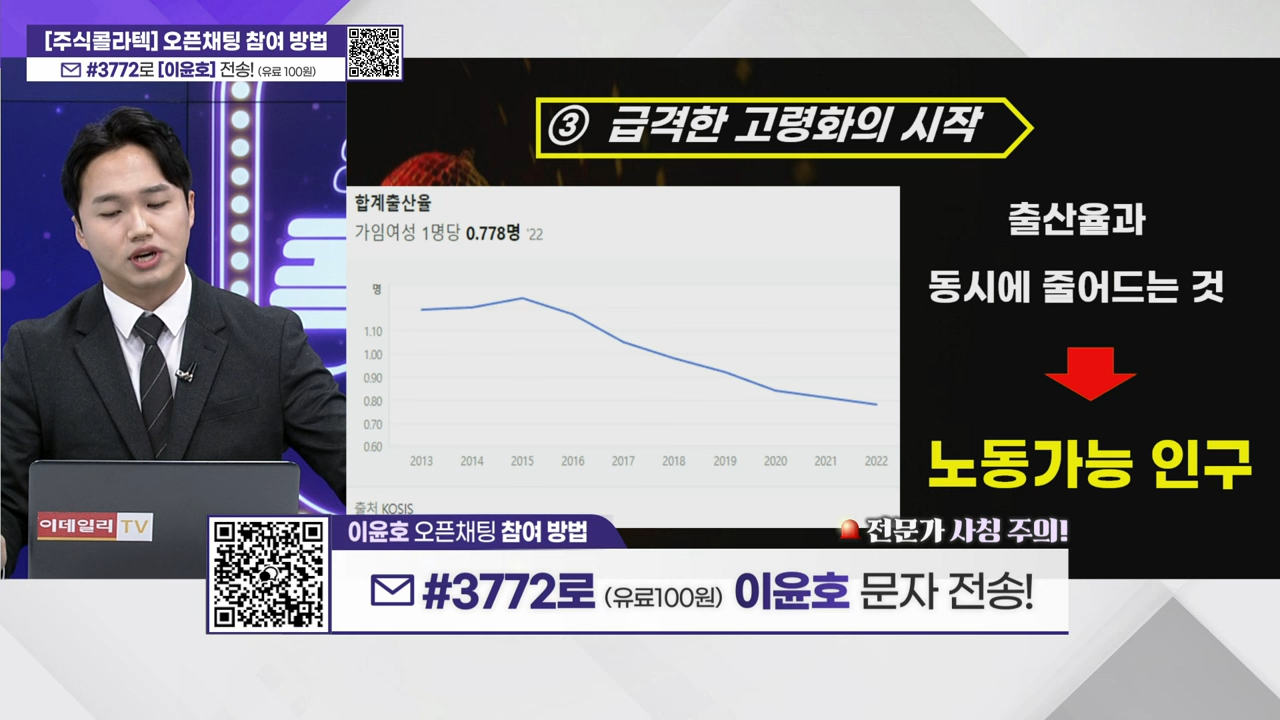 [주식콜라텍] 오픈채팅 참여 방법
#3772로 [이윤호] 전송! (유료 100원)
③ 급격한 고령화의 시작
합계출산율
가임여성 1명당 0.778명 '22
명
1.10
1.00
0.90
0.80
0.70
0.60
2013 2014 2015 2016 2017 2018 2019 2020 2021 2022
출처 KOSIS
출산율과
동시에 줄어드는 것
노동가능 인구
이데일리 TV
이윤호 오픈채팅 참여 방법
전문가 사칭 주의!
#3772로 (유료100원) 이윤호 문자 전송!